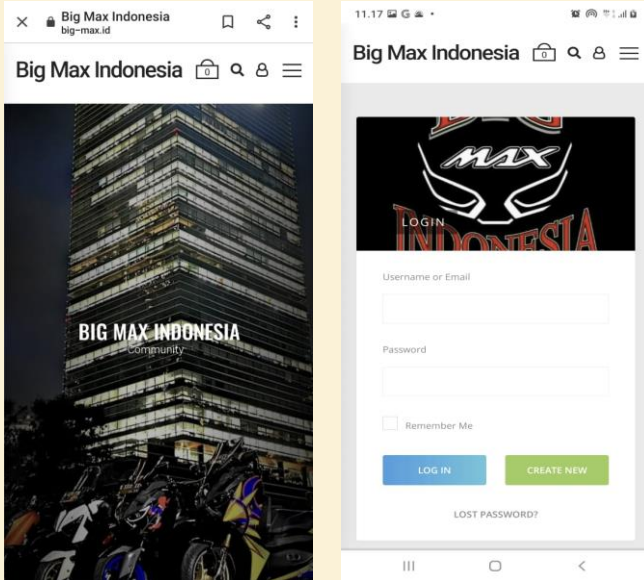 Big Max Indonesia
big-max.id
Big Max Indonesia
0
BIG MAX INDONESIA
Community
11.17
Big Max Indonesia
0
MAX
INDONESIA
LOGIN
Username or Email
Password
Remember Me
LOG IN
CREATE NEW
LOST PASSWORD?